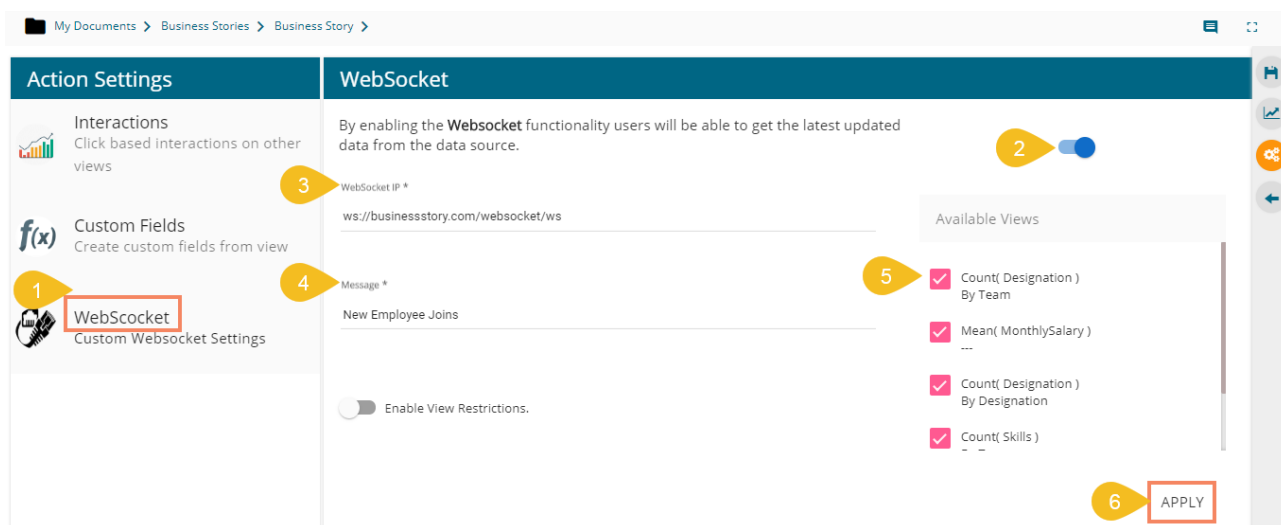 My Documents > Business Stories > Business Story >
Action Settings
Interactions
Click based interactions on other
views
f(x)
Custom Fields
Create custom fields from view
1
WebScocket
Custom Websocket Settings
WebSocket
By enabling the Websocket functionality users will be able to get the latest updated
data from the data source.
2
3
WebSocket IP *
ws://businessstory.com/websocket/ws
4
Message *
New Employee Joins
Enable View Restrictions.
Available Views
5
Count( Designation )
By Team
Mean( MonthlySalary )
---
Count( Designation )
By Designation
Count( Skills )
6
APPLY